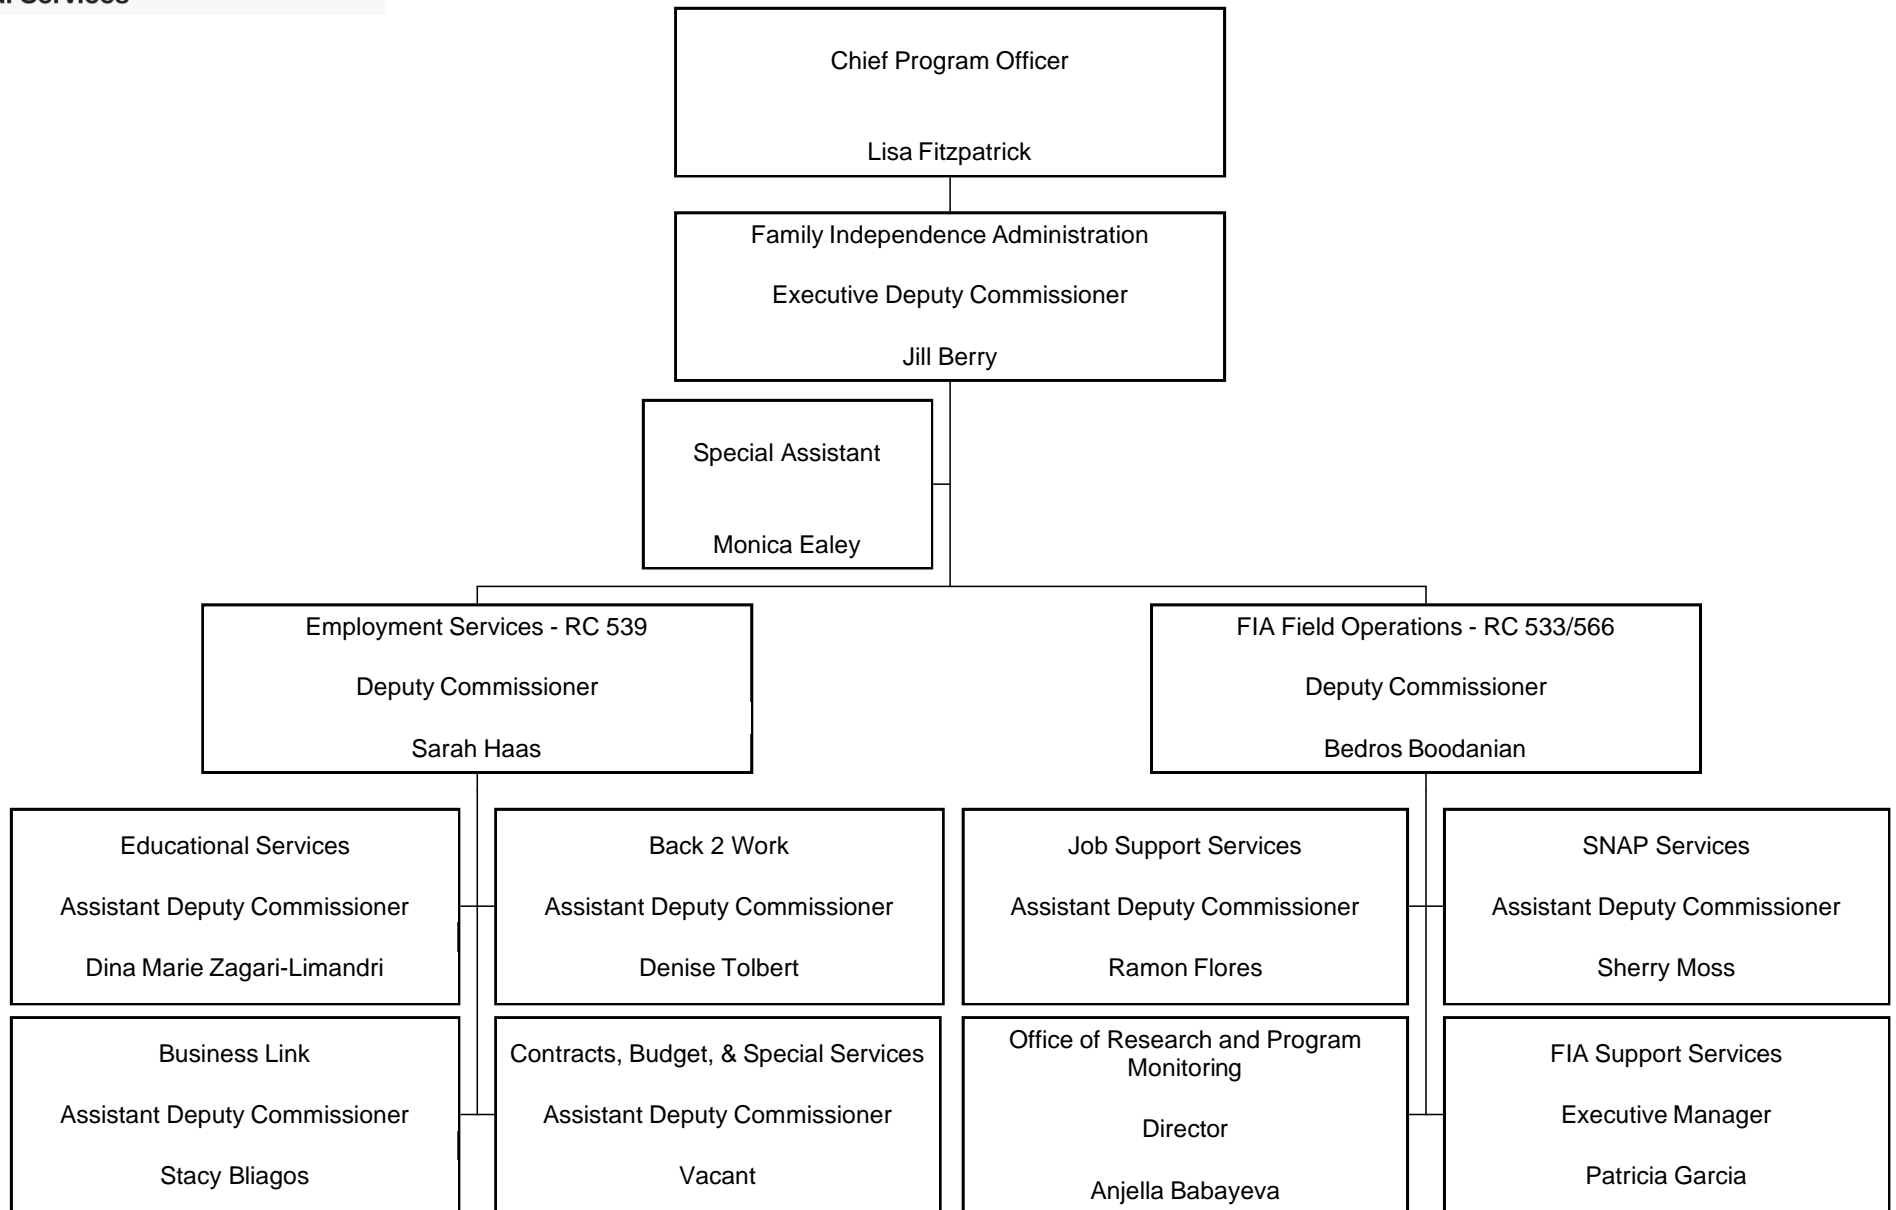 Chief Program Officer
Lisa Fitzpatrick
Family Independence Administration
Executive Deputy Commissioner
Jill Berry
Special Assistant
Monica Ealey
Employment Services - RC 539
Deputy Commissioner
Sarah Haas
FIA Field Operations - RC 533/566
Deputy Commissioner
Bedros Boodanian
Educational Services
Assistant Deputy Commissioner
Dina Marie Zagari-Limandri
Back 2 Work
Assistant Deputy Commissioner
Denise Tolbert
Job Support Services
Assistant Deputy Commissioner
Ramon Flores
SNAP Services
Assistant Deputy Commissioner
Sherry Moss
Business Link
Assistant Deputy Commissioner
Stacy Bliagos
Contracts, Budget, & Special Services
Assistant Deputy Commissioner
Vacant
Office of Research and Program
Monitoring
Director
Anjella Babayeva
FIA Support Services
Executive Manager
Patricia Garcia